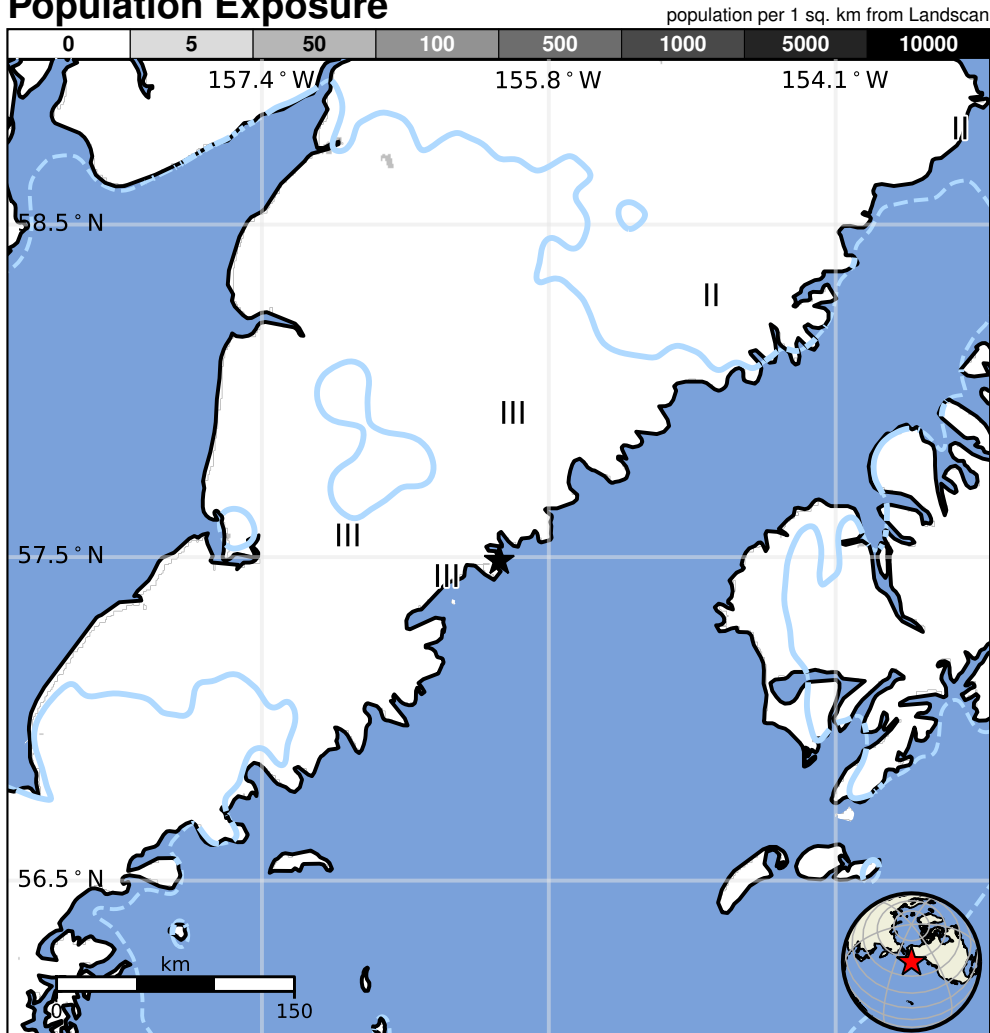 Population Exposure
population per 1 sq. km from Landscan
0 5 50 100 500 1000 5000 10000
157.4°W 155.8°W 154.1°W
II
58.5°N
II
III
III
57.5°N
III
56.5°N
km
0 150